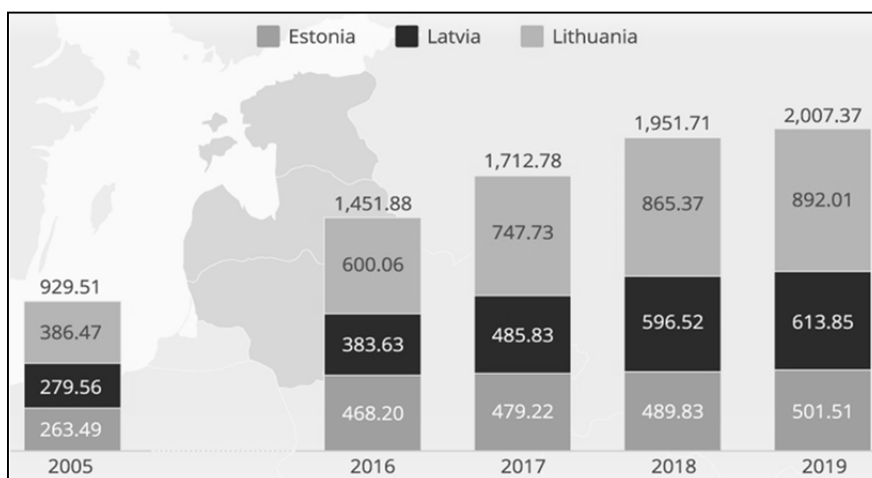 Estonia Latvia Lithuania
2,007.37
1,951.71
1,712.78
1,451.88
929.51
386.47 600.06 747.73 865.37 892.01
279.56 383.63 485.83 596.52 613.85
263.49 468.20 479.22 489.83 501.51
2005 2016 2017 2018 2019